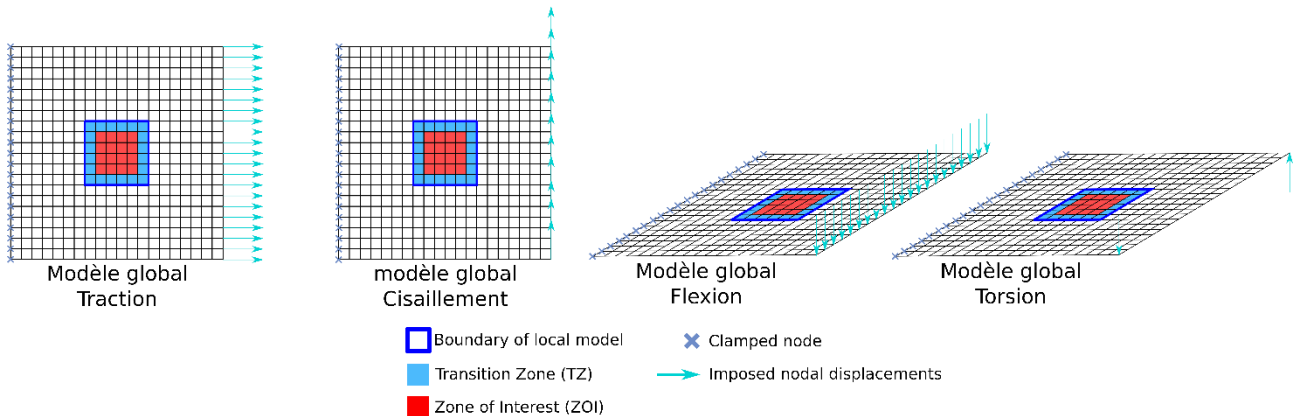 Modèle global
Traction
modèle global
Cisaillement
Modèle global
Flexion
Modèle global
Torsion
Boundary of local model
Transition Zone (TZ)
Zone of Interest (ZOI)
Clamped node
Imposed nodal displacements